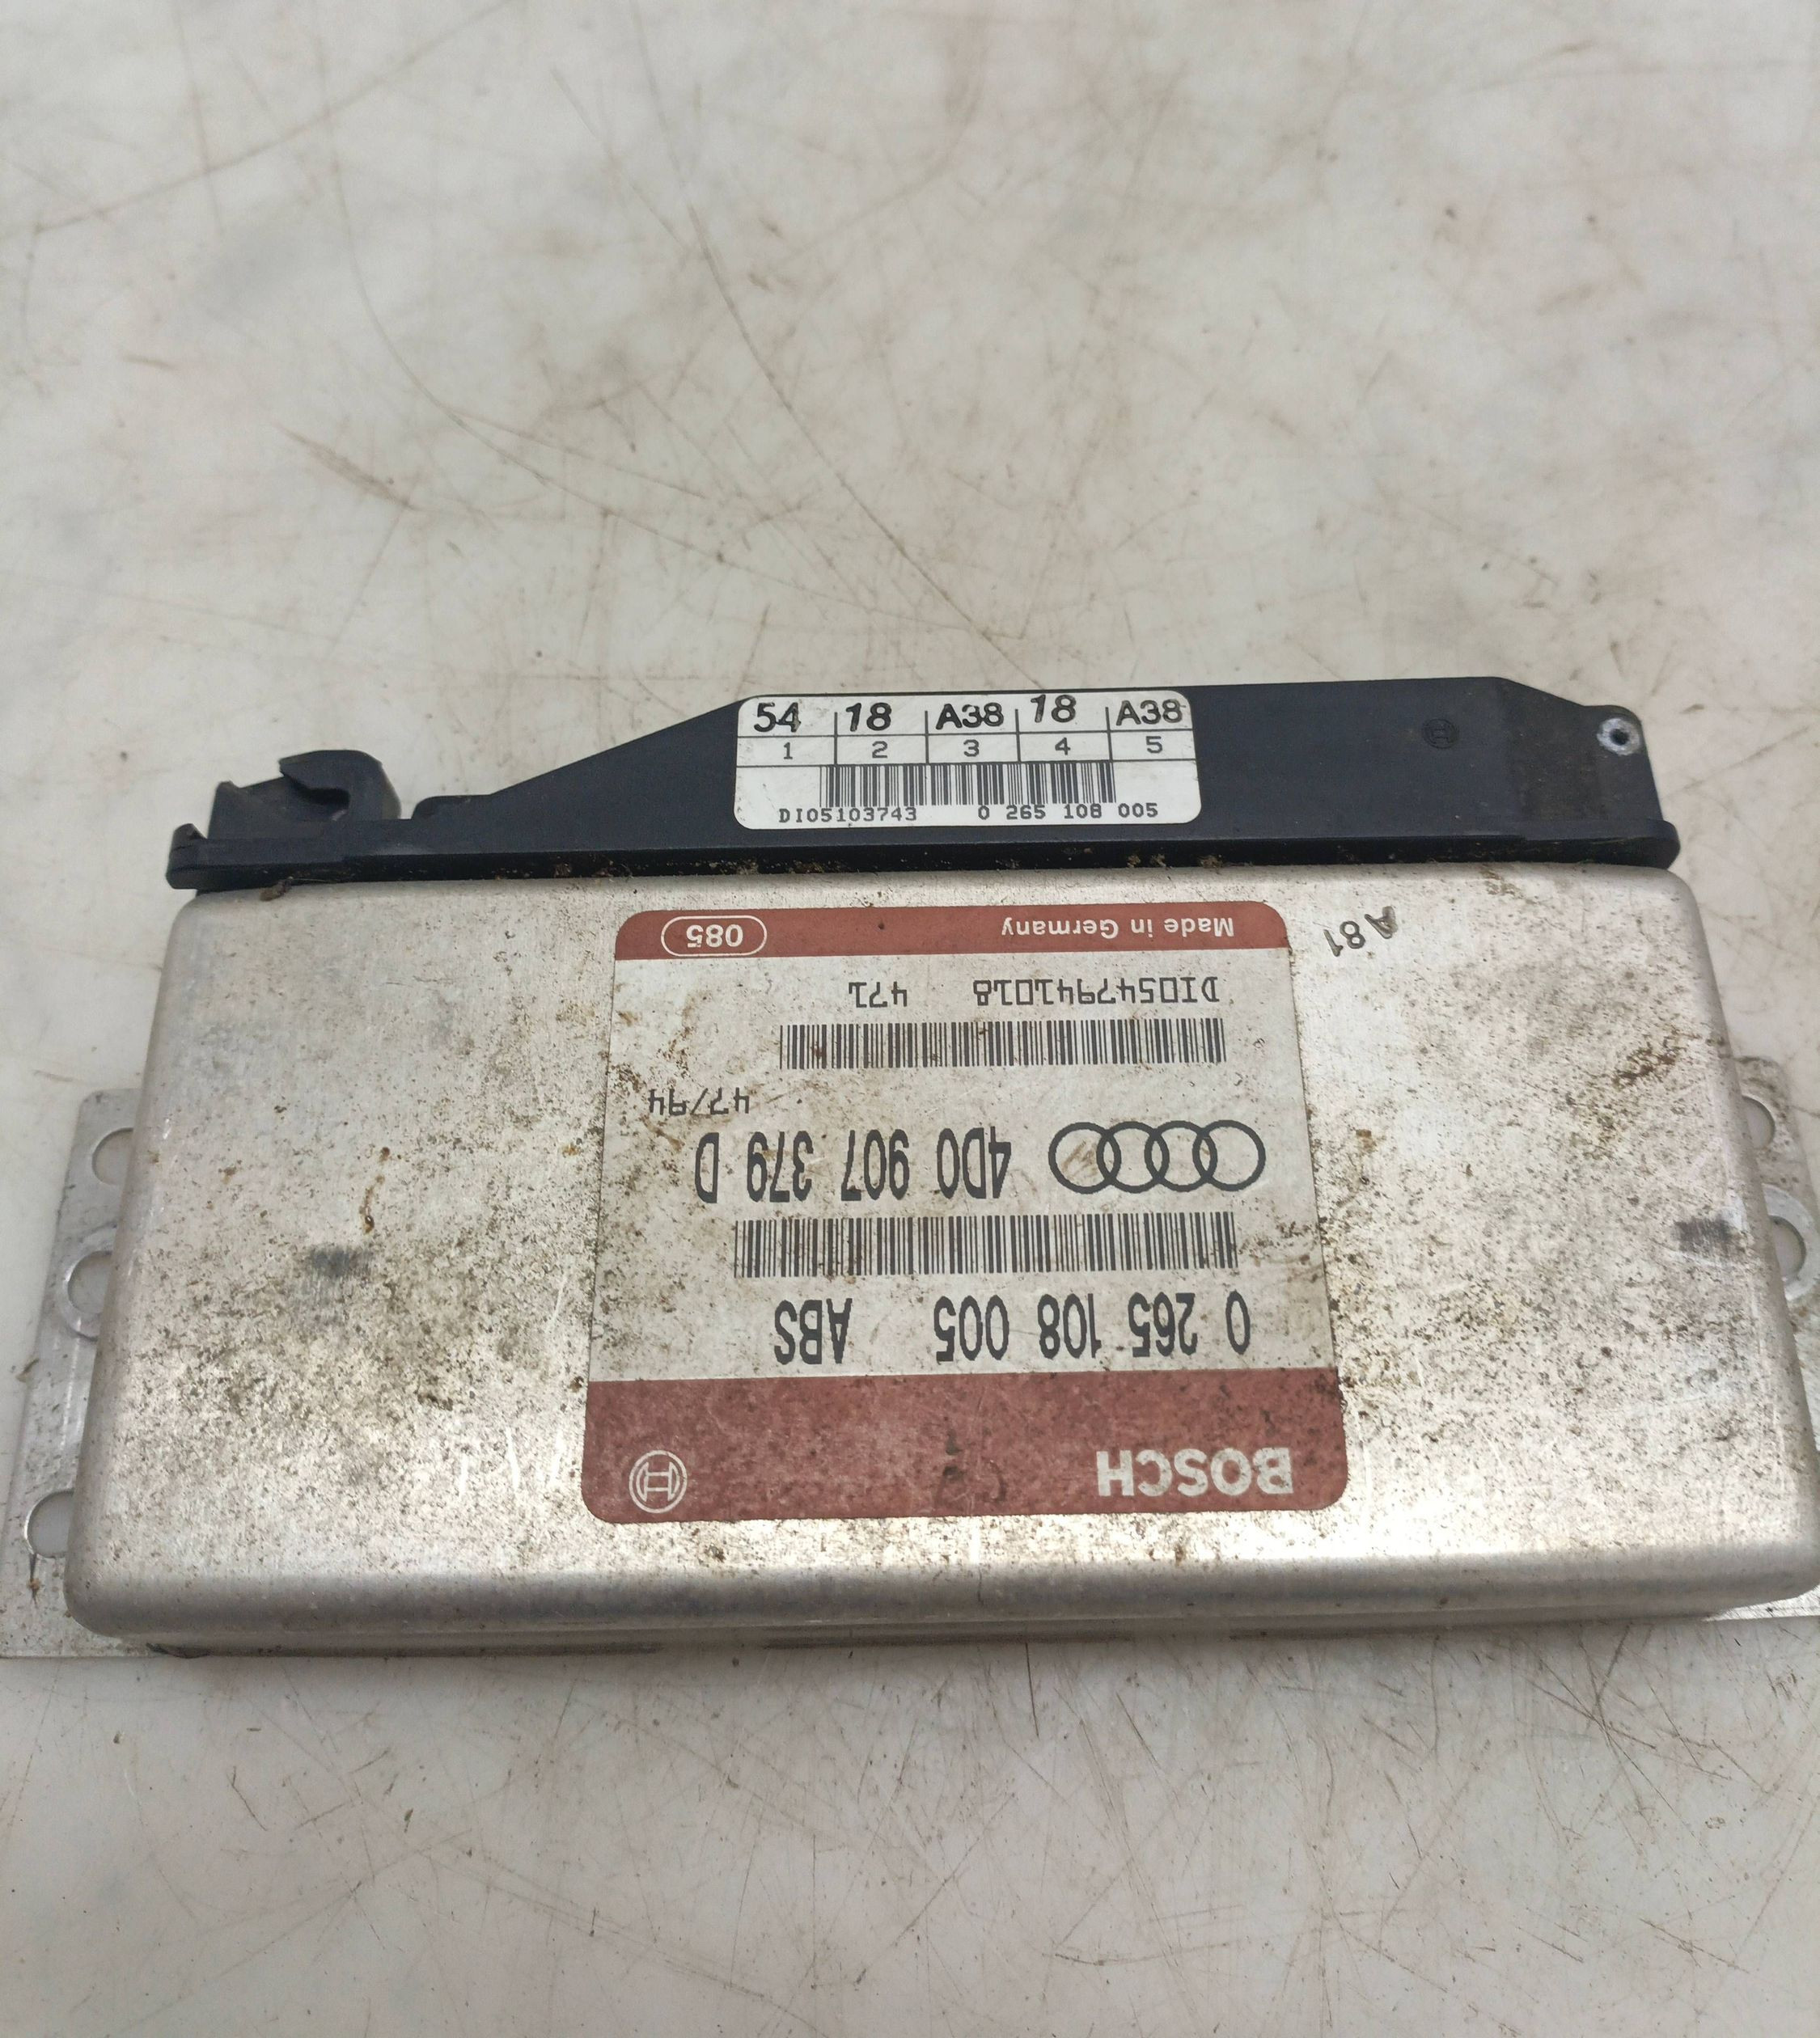 54 18 A38 18 A38
1 2 3 4 5
DI05103743 0 265 108 005
A 81
BOSCH
0 265 108 005 ABS
4D0 907 379 D
47/94
DI0547941018 471
Made in Germany 085